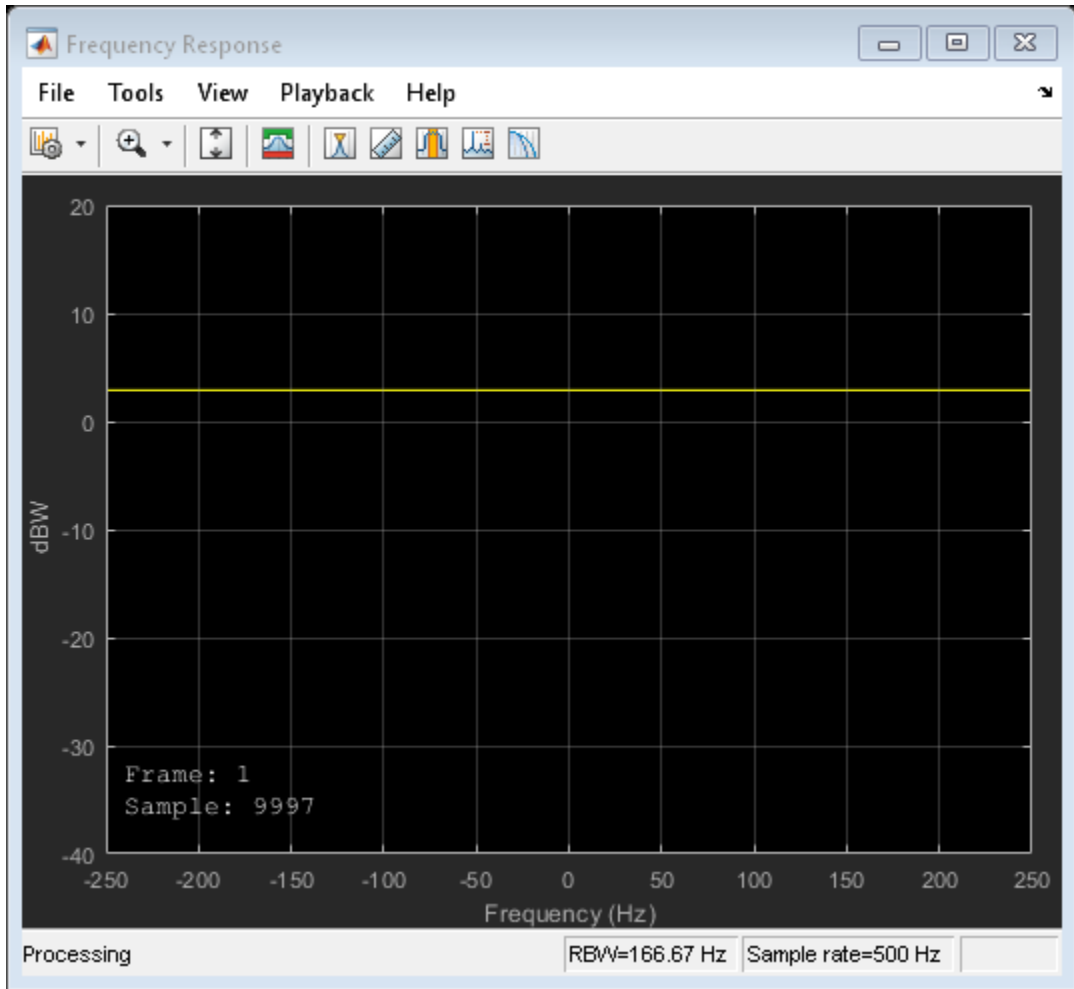 Frequency Response
File Tools View Playback Help
20
10
0
-10
-20
-30
-40
dBW
Frame: 1
Sample: 9997
-250 -200 -150 -100 -50 0 50 100 150 200 250
Frequency (Hz)
Processing RBW=166.67 Hz Sample rate=500 Hz